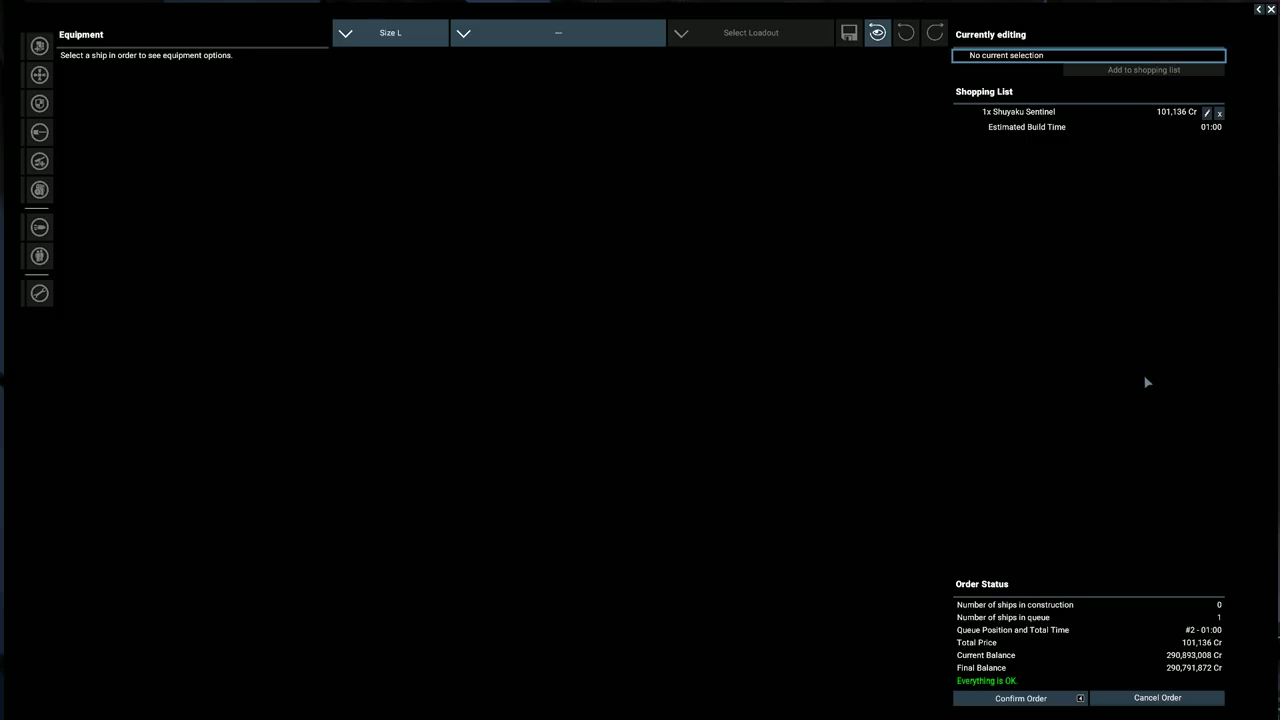 Equipment
Select a ship in order to see equipment options.
Size L
—
Select Loadout
Currently editing
No current selection
Add to shopping list
Shopping List
1x Shuyaku Sentinel 101,136 Cr x
Estimated Build Time 01:00
Order Status
Number of ships in construction 0
Number of ships in queue 1
Queue Position and Total Time #2 - 01:00
Total Price 101,136 Cr
Current Balance 290,893,008 Cr
Final Balance 290,791,872 Cr
Everything is OK.
Confirm Order
Cancel Order